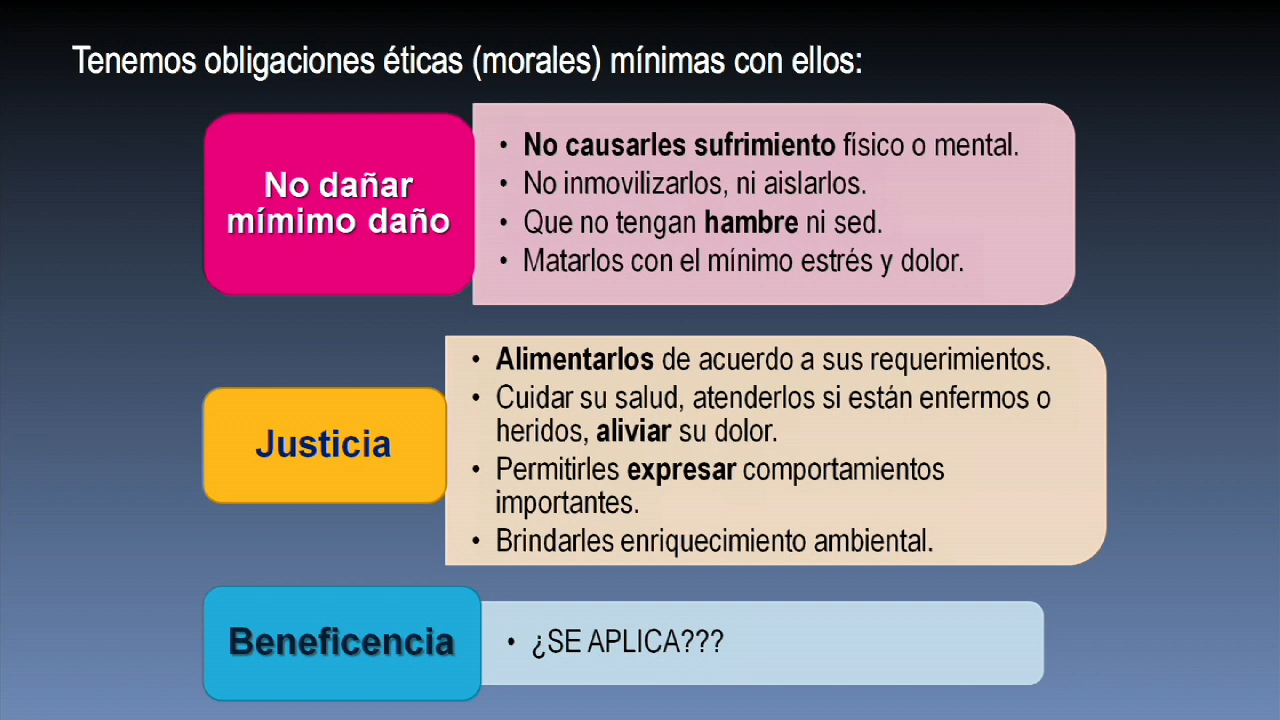 Tenemos obligaciones éticas (morales) mínimas con ellos:
No dañar
mímimo daño
• No causarles sufrimiento físico o mental.
• No inmovilizarlos, ni aislarlos.
• Que no tengan hambre ni sed.
• Matarlos con el mínimo estrés y dolor.
Justicia
• Alimentarlos de acuerdo a sus requerimientos.
• Cuidar su salud, atenderlos si están enfermos o
heridos, aliviar su dolor.
• Permitirles expresar comportamientos
importantes.
• Brindarles enriquecimiento ambiental.
Beneficencia
• ¿SE APLICA???